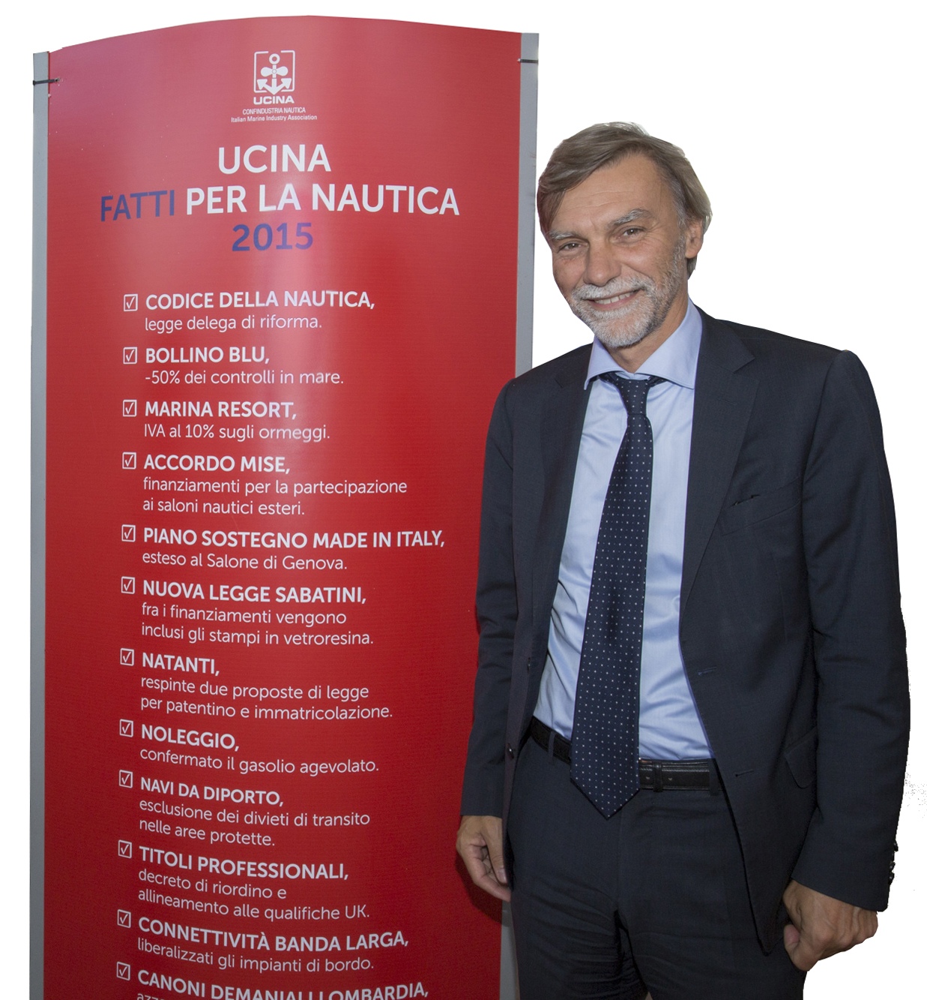 UCINA
CONFINDUSTRIA NAUTICA
Italian Marine Industry Association
UCINA
FATTI PER LA NAUTICA
2015
CODICE DELLA NAUTICA,
legge delega di riforma.
BOLLINO BLU,
-50% dei controlli in mare.
MARINA RESORT,
IVA al 10% sugli ormeggi.
ACCORDO MISE,
finanziamenti per la partecipazione
ai saloni nautici esteri.
PIANO SOSTEGNO MADE IN ITALY,
esteso al Salone di Genova.
NUOVA LEGGE SABATINI,
fra i finanziamenti vengono
inclusi gli stampi in vetroresina.
NATANTI,
respinte due proposte di legge
per patentino e immatricolazione.
NOLEGGIO,
confermato il gasolio agevolato.
NAVI DA DIPORTO,
esclusione dei divieti di transito
nelle aree protette.
TITOLI PROFESSIONALI,
decreto di riordino e
allineamento alle qualifiche UK.
CONNETTIVITÀ BANDA LARGA,
liberalizzati gli impianti di bordo.
CANONI DEMANIALI LOMBARDIA,